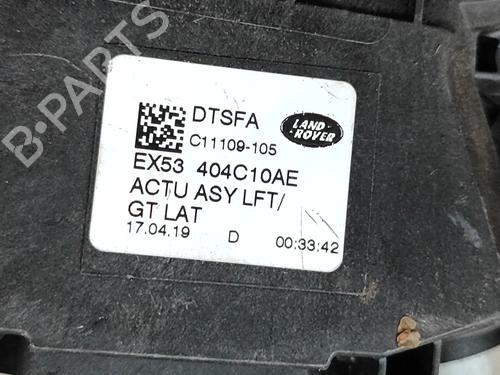 DTSFA
LAND
ROVER
C11109-105
EX53 404C10AE
ACTU ASY LFT/
GT LAT
17.04.19 D 00:33:42
B-PARTS